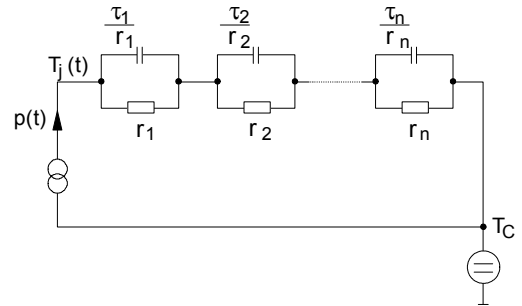 τ1 τ2 τn
r1 r2 rn
Tj (t)
r1 r2 rn
p(t)
TC